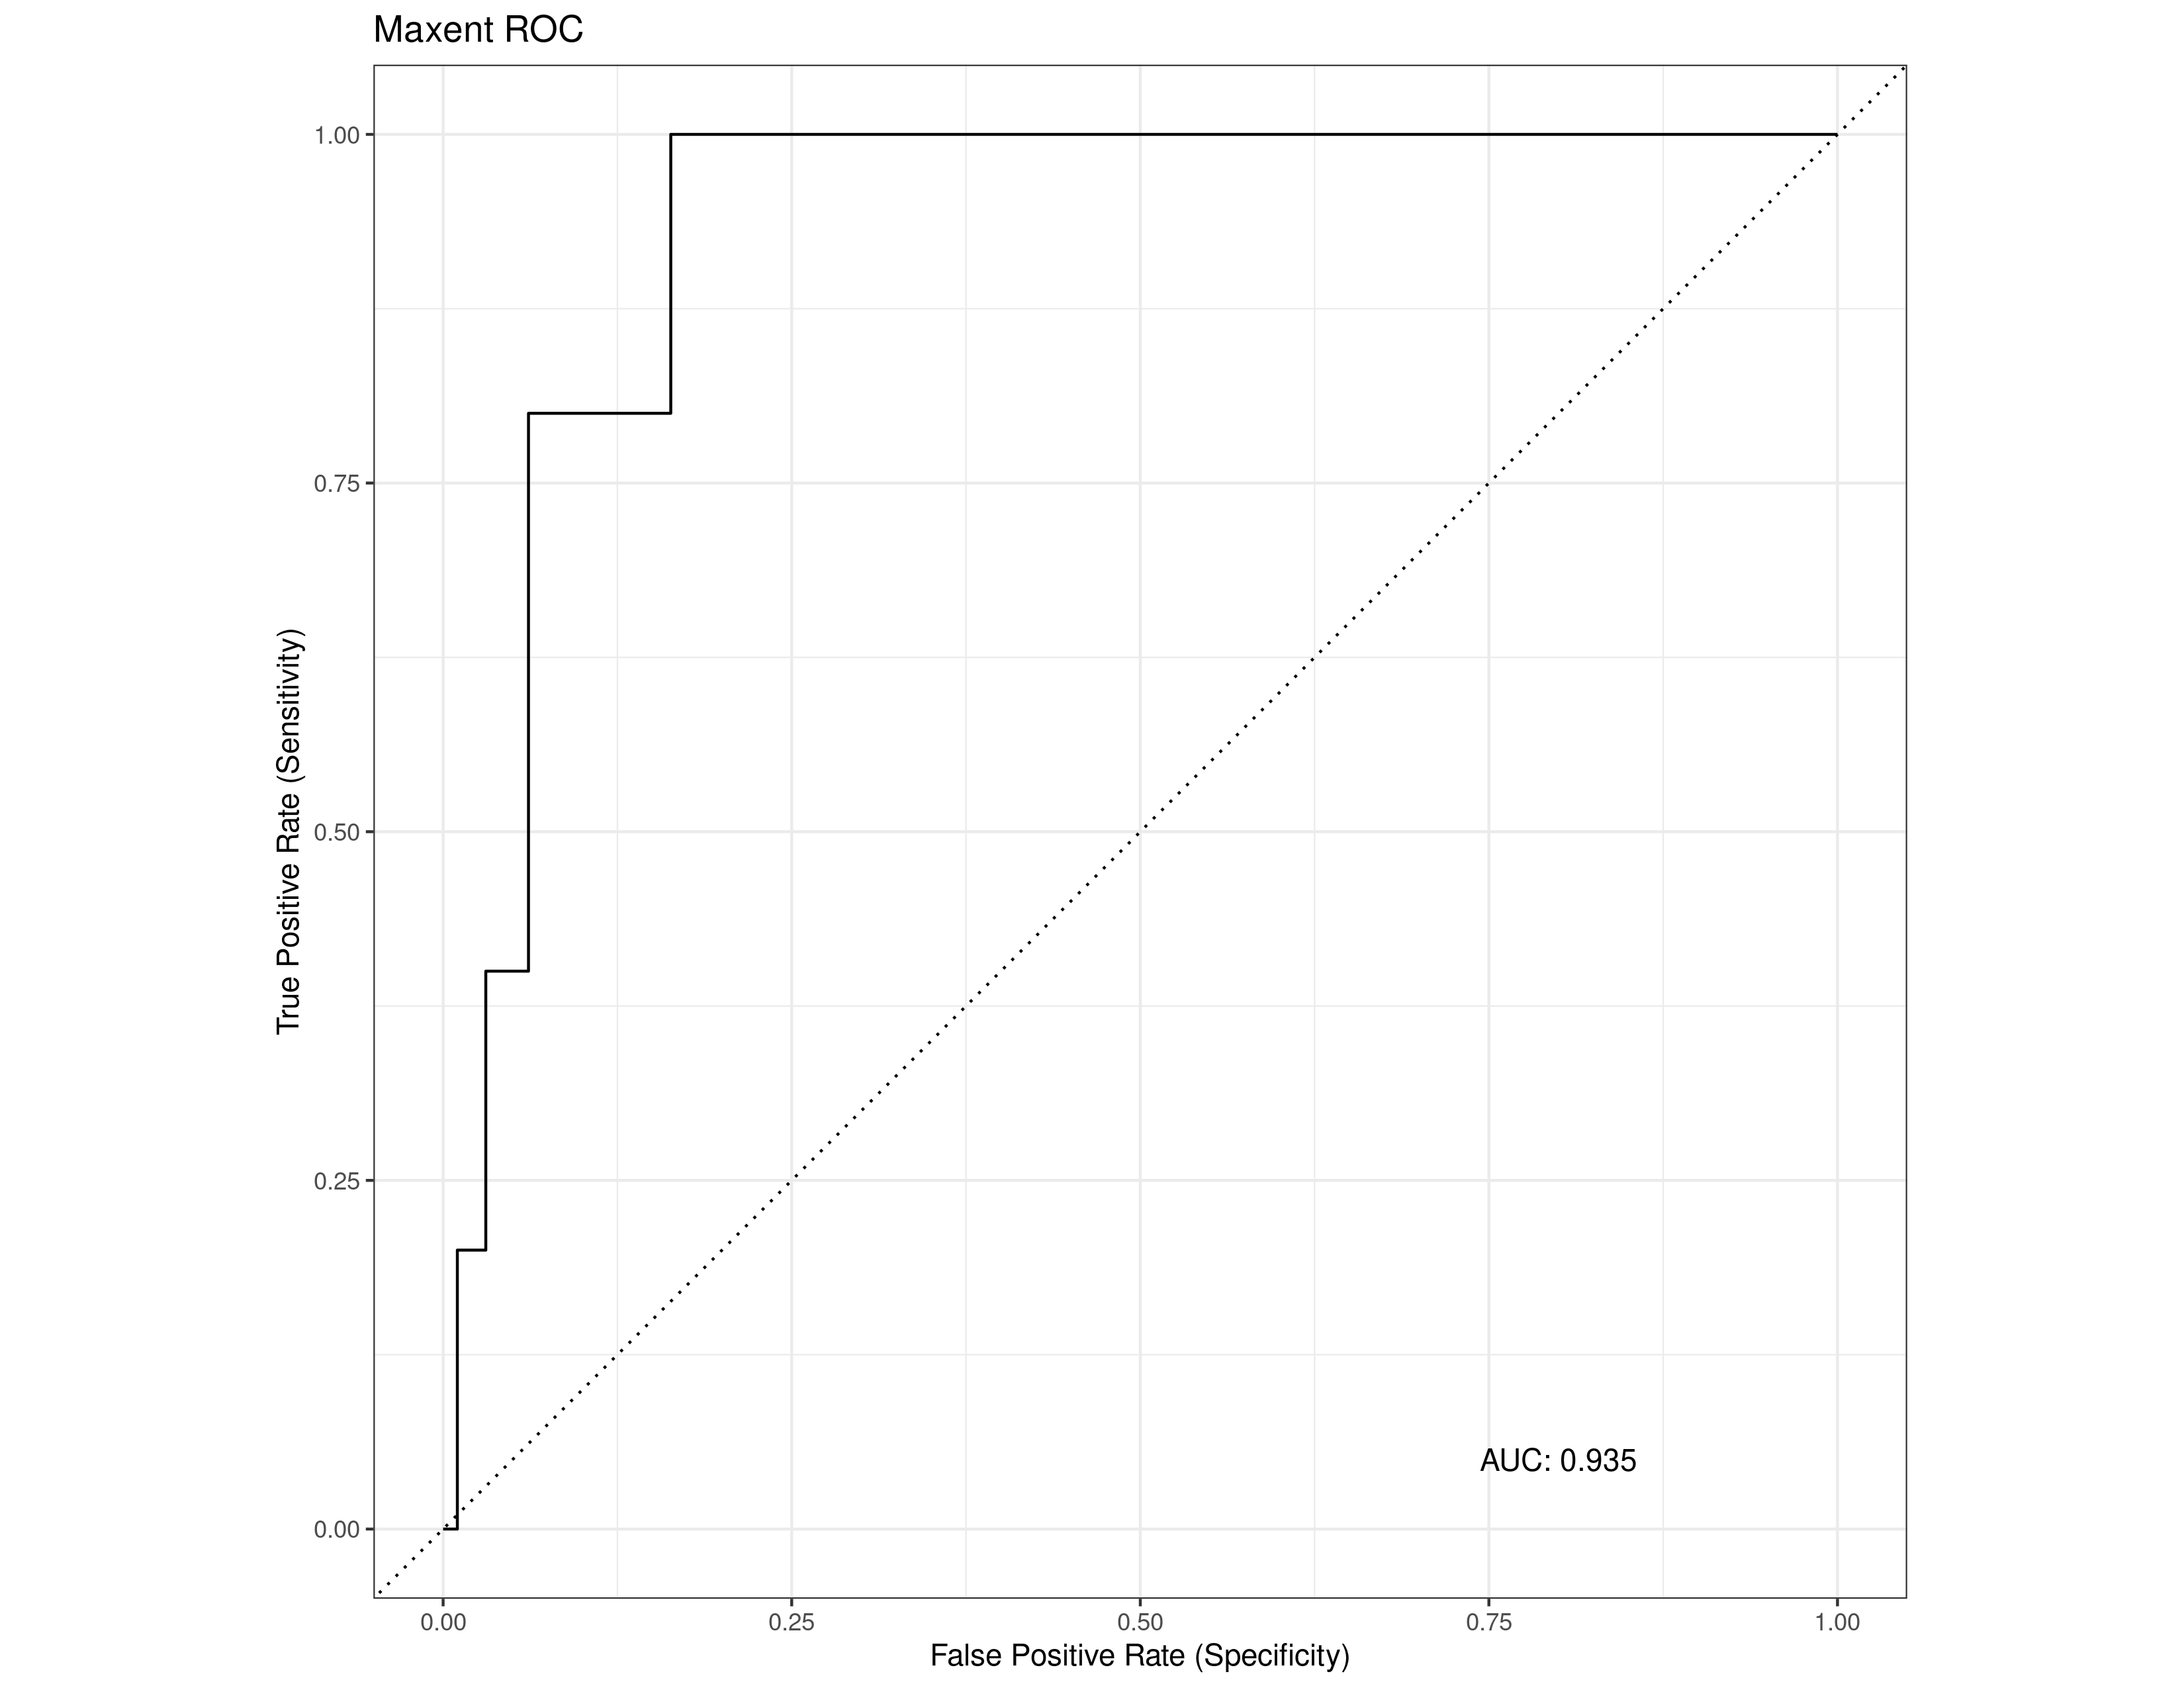 Maxent ROC
True Positive Rate (Sensitivity)
1.00
0.75
0.50
0.25
0.00
AUC: 0.935
0.00 0.25 0.50 0.75 1.00
False Positive Rate (Specificity)